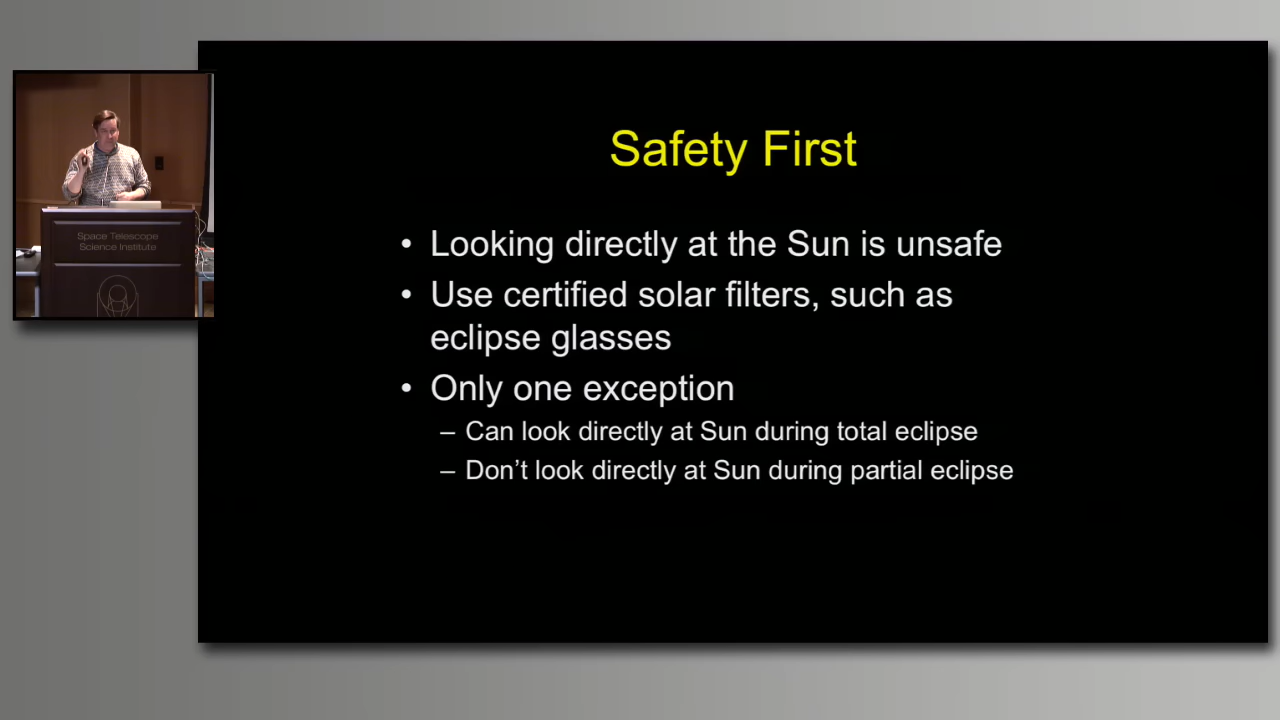 Space Telescope
Science Institute
Safety First
• Looking directly at the Sun is unsafe
• Use certified solar filters, such as
eclipse glasses
• Only one exception
– Can look directly at Sun during total eclipse
– Don’t look directly at Sun during partial eclipse